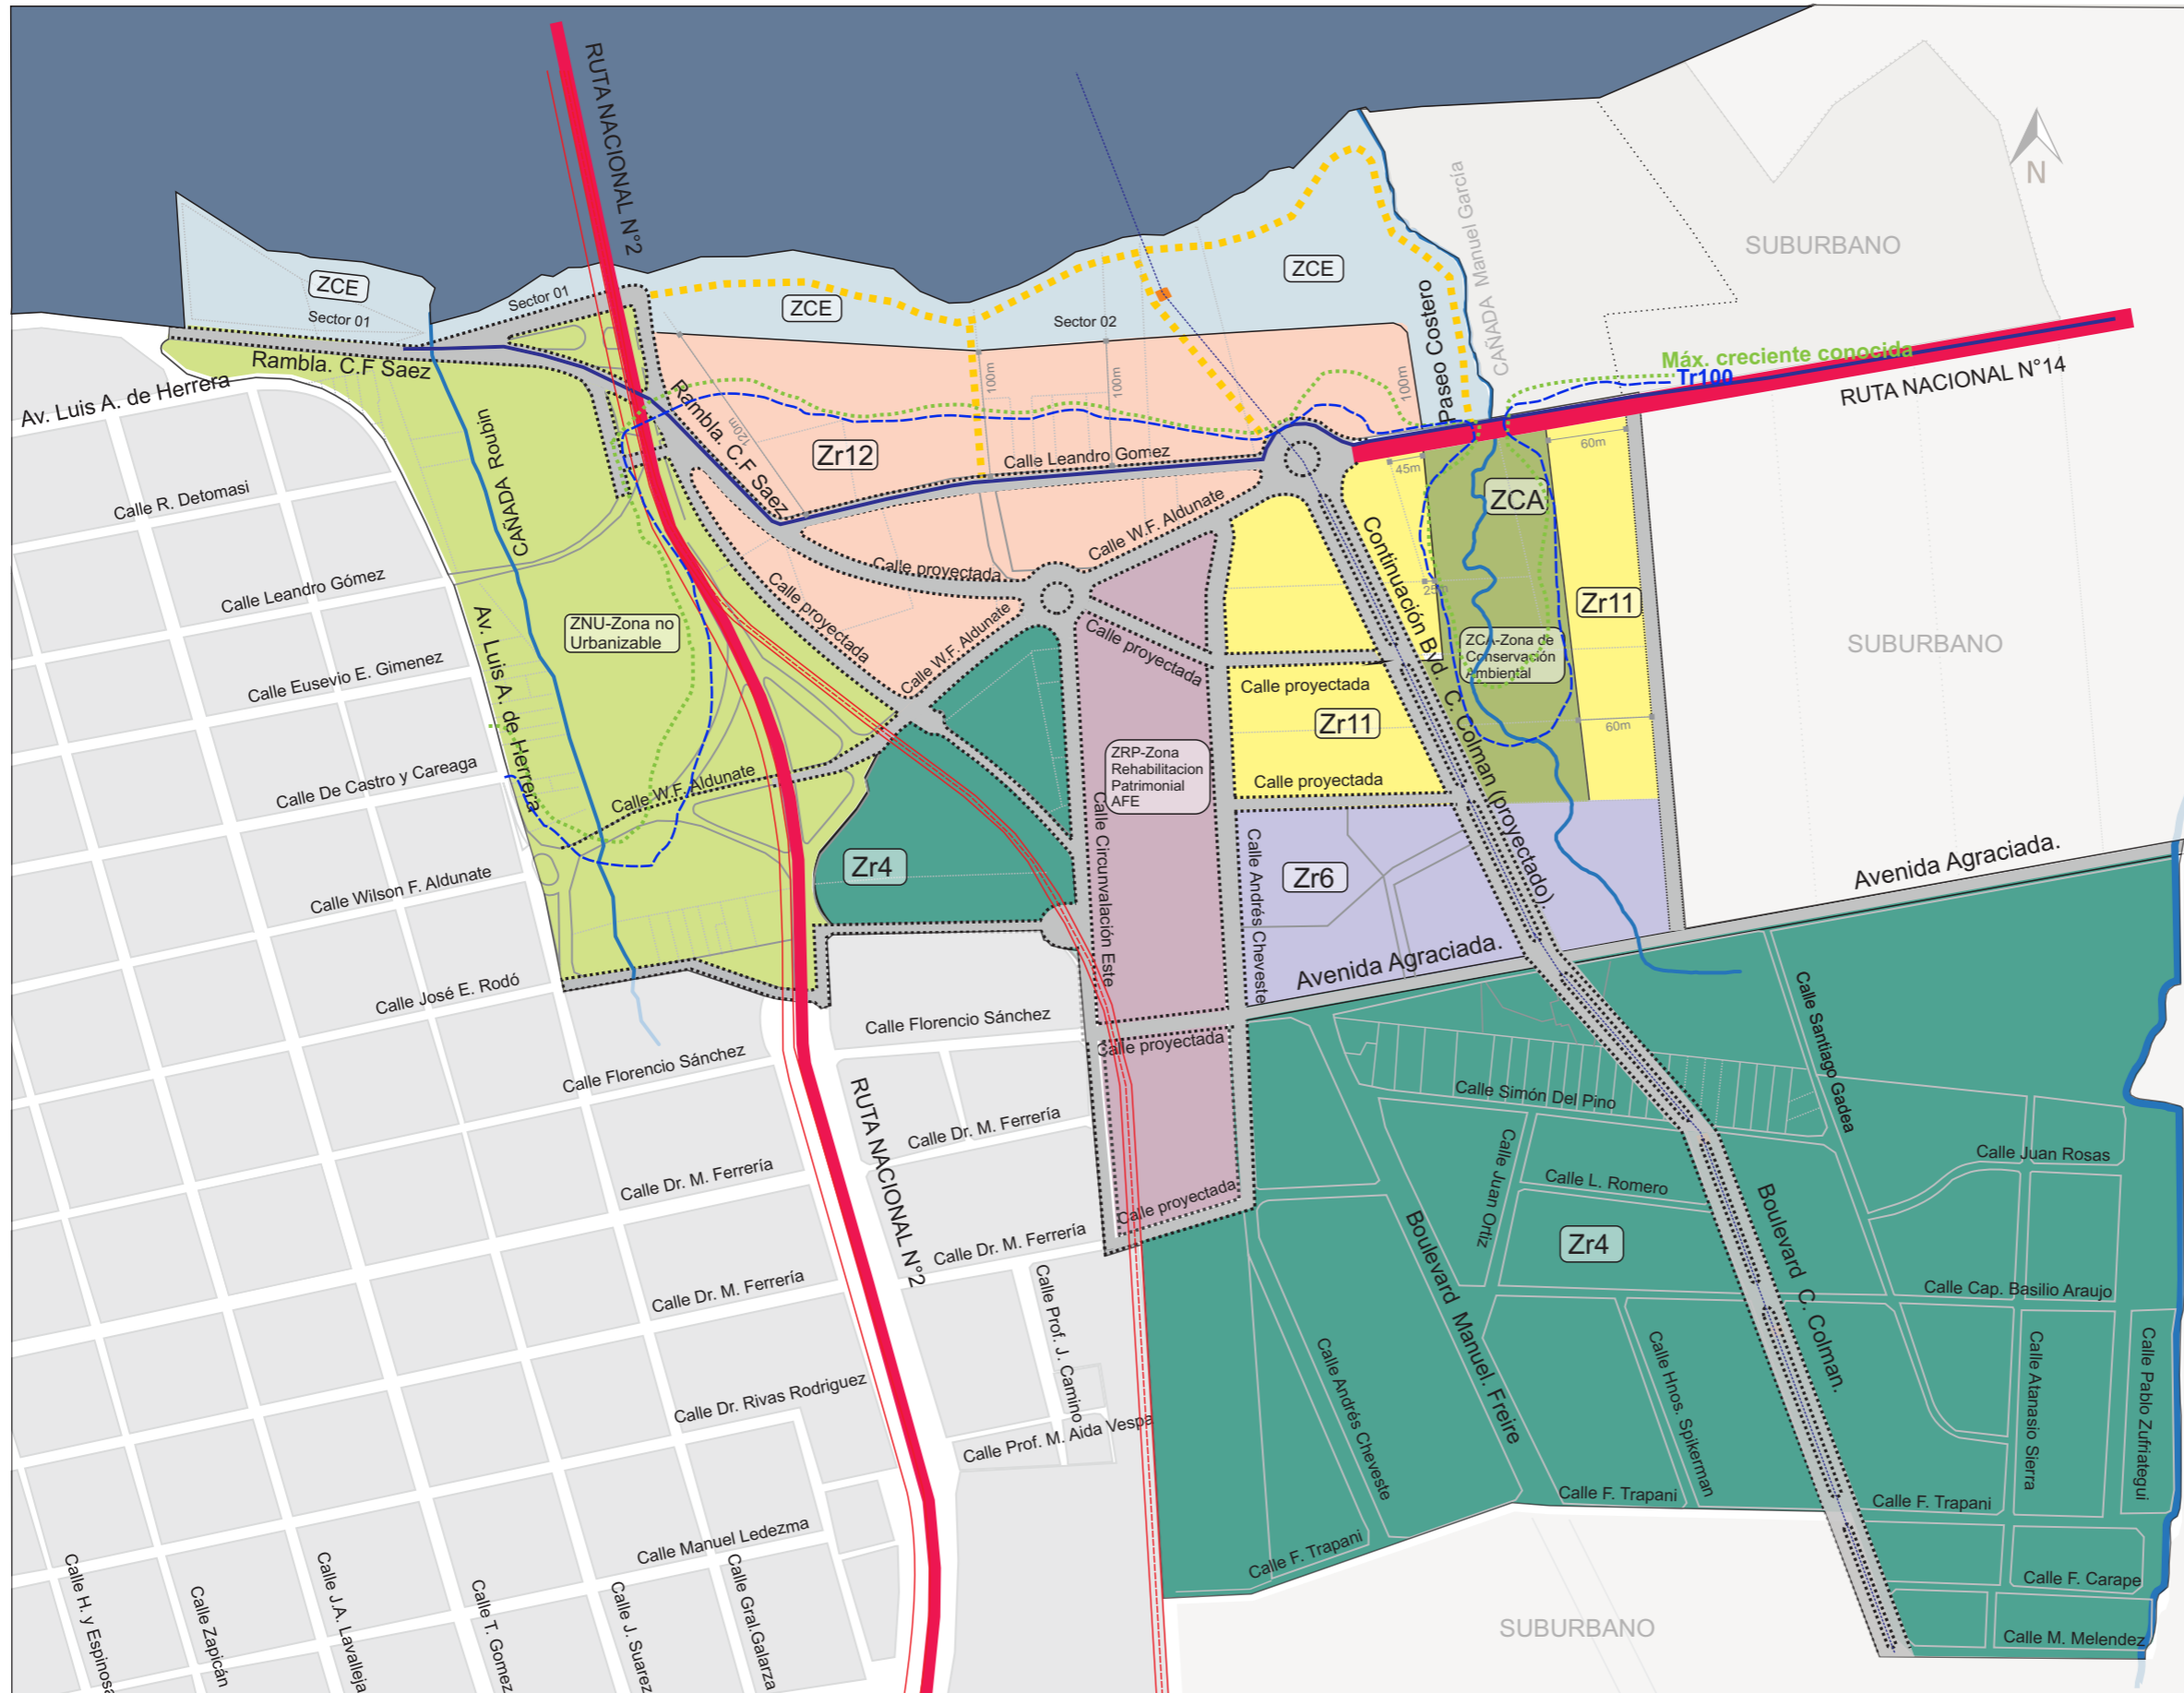 RUTA NACIONAL N°2
N
SUBURBANO
CAÑADA Manuel García
ZCE
Sector 01
Sector 01
ZCE
ZCE
Sector 02
Paseo Costero
Máx. creciente conocida
Tr100
RUTA NACIONAL N°14
Rambla. C.F Saez
Av. Luis A. de Herrera
100m
100m
100m
120m
Rambla. C.F Saez
Zr12
Calle Leandro Gomez
45m
60m
ZCA
CAÑADA Roubin
Calle R. Detomasi
Calle W.F. Aldunate
Calle proyectada
Calle proyectada
Calle Leandro Gómez
Continuación Bvd. C. Colman (proyectado).
25m
Zr11
ZNU-Zona no
Urbanizable
Calle W.F. Aldunate
Calle proyectada
ZCA-Zona de
Conservación
Ambiental
SUBURBANO
Calle Eusevio E. Gimenez
Av. Luis A. de Herrera
Calle proyectada
Zr11
60m
ZRP-Zona
Rehabilitacion
Patrimonial
AFE
Calle De Castro y Careaga
Calle W.F. Aldunate
Calle proyectada
Zr4
Calle Circunvalación Este
Calle Andrés Cheveste
Zr6
Avenida Agraciada.
Calle Wilson F. Aldunate
Avenida Agraciada.
Calle José E. Rodó
Calle Florencio Sánchez
Calle proyectada
Calle Santiago Gadea
Calle Florencio Sánchez
RUTA NACIONAL N°2
Calle Simón Del Pino
Calle Dr. M. Ferrería
Calle Juan Ortiz
Calle Juan Rosas
Calle Dr. M. Ferrería
Calle L. Romero
Calle proyectada
Boulevard C. Colman.
Calle Dr. M. Ferrería
Zr4
Boulevard Manuel. Freire
Calle Dr. M. Ferrería
Calle Cap. Basilio Araujo
Calle Prof. J. Camino
Calle Andrés Cheveste
Calle Hnos. Spikerman
Calle Atanasio Sierra
Calle Pablo Zufriategui
Calle Dr. Rivas Rodriguez
Calle Prof. M. Aida Vespa
Calle F. Trapani
Calle F. Trapani
Calle Manuel Ledezma
Calle F. Trapani
Calle H. y Espinosa
Calle Zapicán
Calle J.A. Lavalleja
Calle T. Gomez
Calle J. Suarez
Calle Gral.Galarza
Calle F. Carape
SUBURBANO
Calle M. Melendez